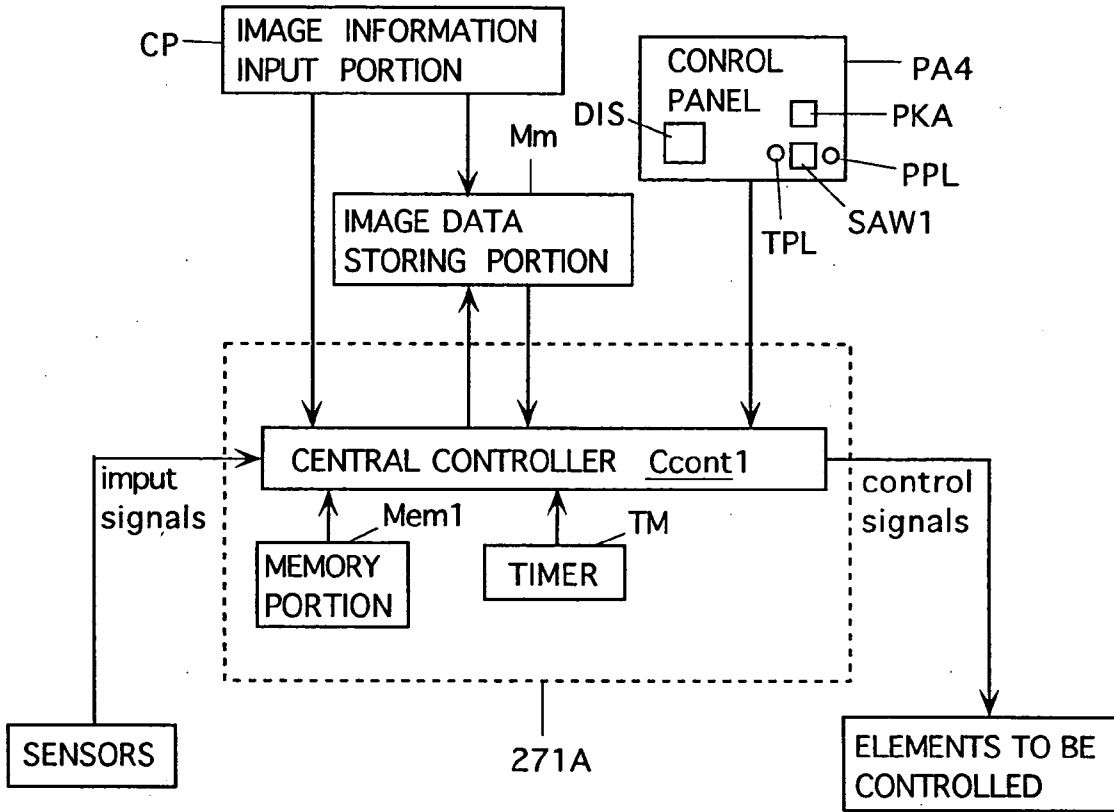 CP
IMAGE INFORMATION
INPUT PORTION
CONROL
PANEL
PA4
PKA
DIS
Mm
PPL
SAW1
TPL
IMAGE DATA
STORING PORTION
CENTRAL CONTROLLER Ccont1
imput
signals
control
signals
Mem1
TM
MEMORY
PORTION
TIMER
SENSORS
271A
ELEMENTS TO BE
CONTROLLED